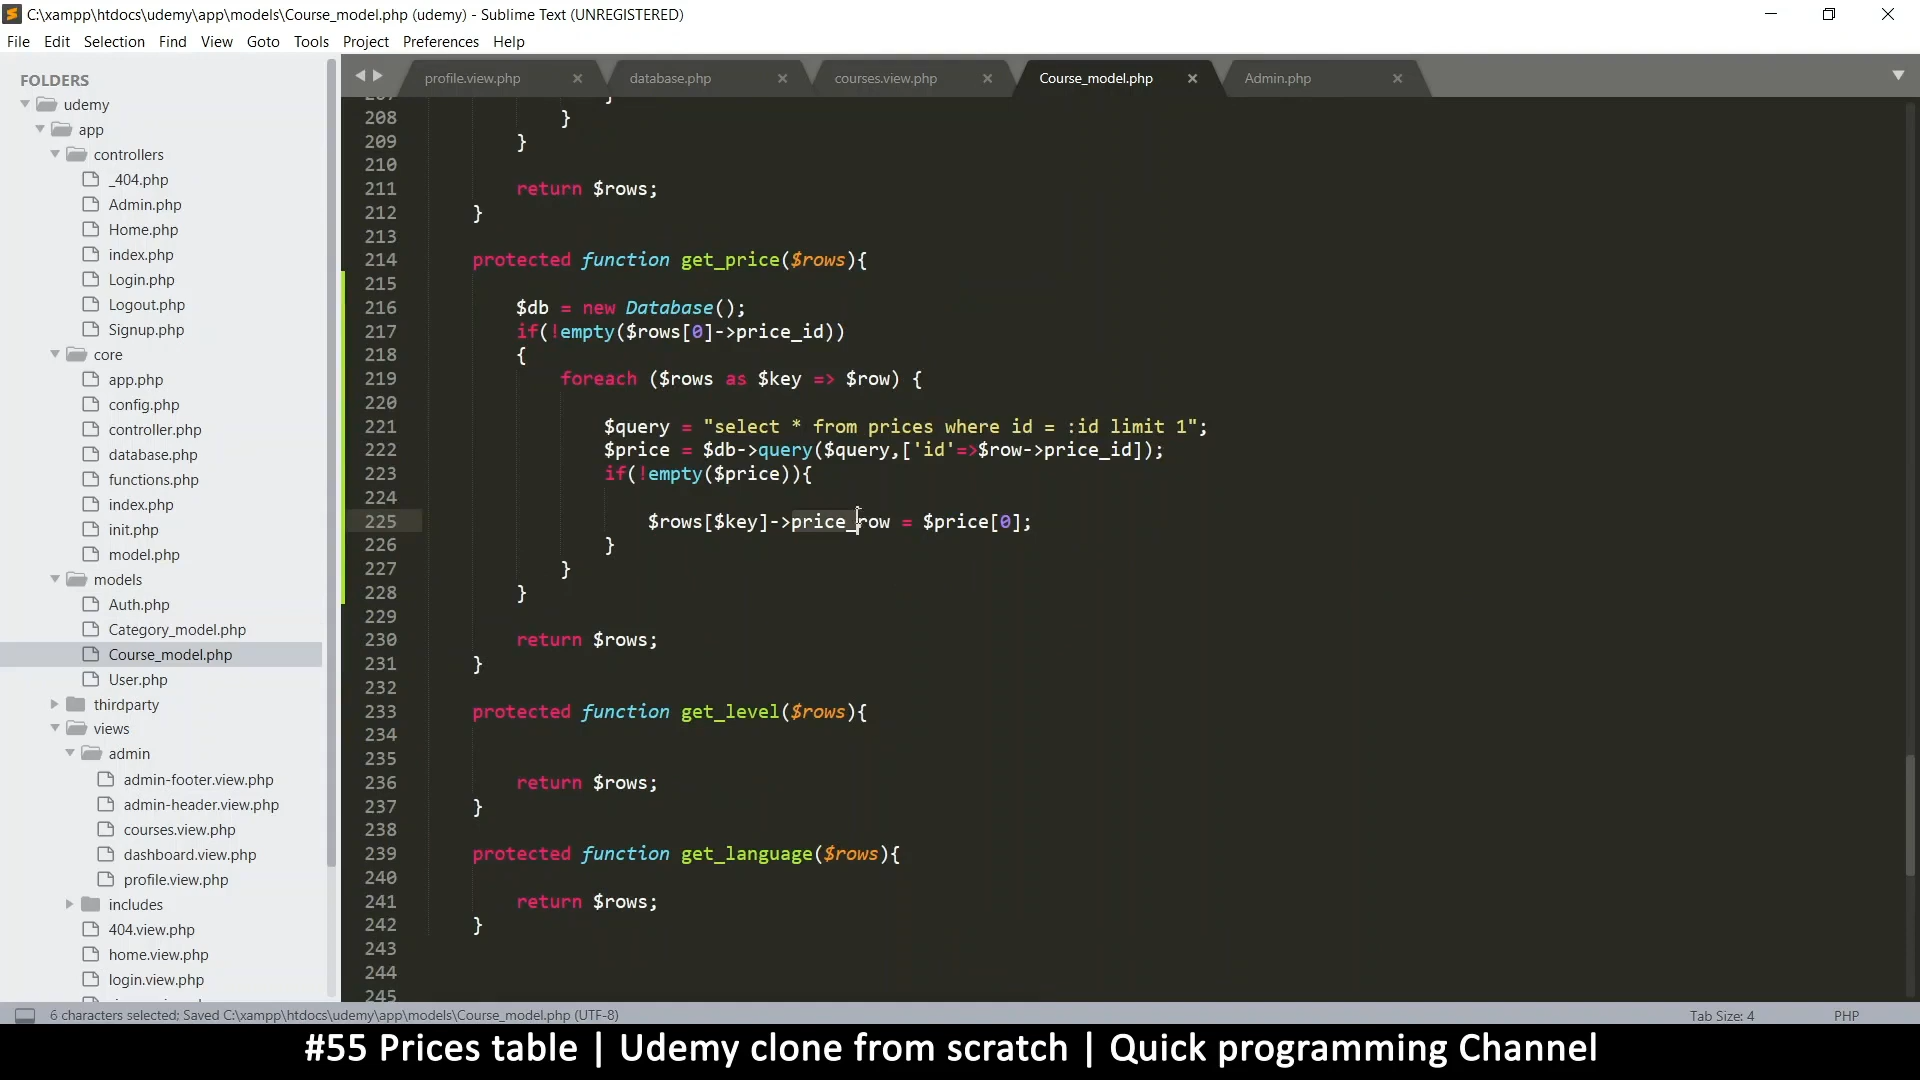 C:\xampp\htdocs\udemy\app\models\Course_model.php (udemy) - Sublime Text (UNREGISTERED)
File Edit Selection Find View Goto Tools Project Preferences Help
FOLDERS
udemy
app
controllers
_404.php
Admin.php
Home.php
index.php
Login.php
Logout.php
Signup.php
core
app.php
config.php
controller.php
database.php
functions.php
index.php
init.php
model.php
models
Auth.php
Category_model.php
Course_model.php
User.php
thirdparty
views
admin
admin-footer.view.php
admin-header.view.php
courses.view.php
dashboard.view.php
profile.view.php
includes
404.view.php
home.view.php
login.view.php
profile.view.php database.php courses.view.php Course_model.php Admin.php
207 }
208 }
209 }
210
211 return $rows;
212 }
213
214 protected function get_price($rows){
215
216 $db = new Database();
217 if(!empty($rows[0]->price_id))
218 {
219 foreach ($rows as $key => $row) {
220
221 $query = "select * from prices where id = :id limit 1";
222 $price = $db->query($query,['id'=>$row->price_id]);
223 if(!empty($price)){
224
225 $rows[$key]->price_row = $price[0];
226 }
227 }
228 }
229
230 return $rows;
231 }
232
233 protected function get_level($rows){
234
235
236 return $rows;
237 }
238
239 protected function get_language($rows){
240
241 return $rows;
242 }
243
244
245
6 characters selected; Saved C:\xampp\htdocs\udemy\app\models\Course_model.php (UTF-8) Tab Size: 4 PHP
#55 Prices table | Udemy clone from scratch | Quick programming Channel